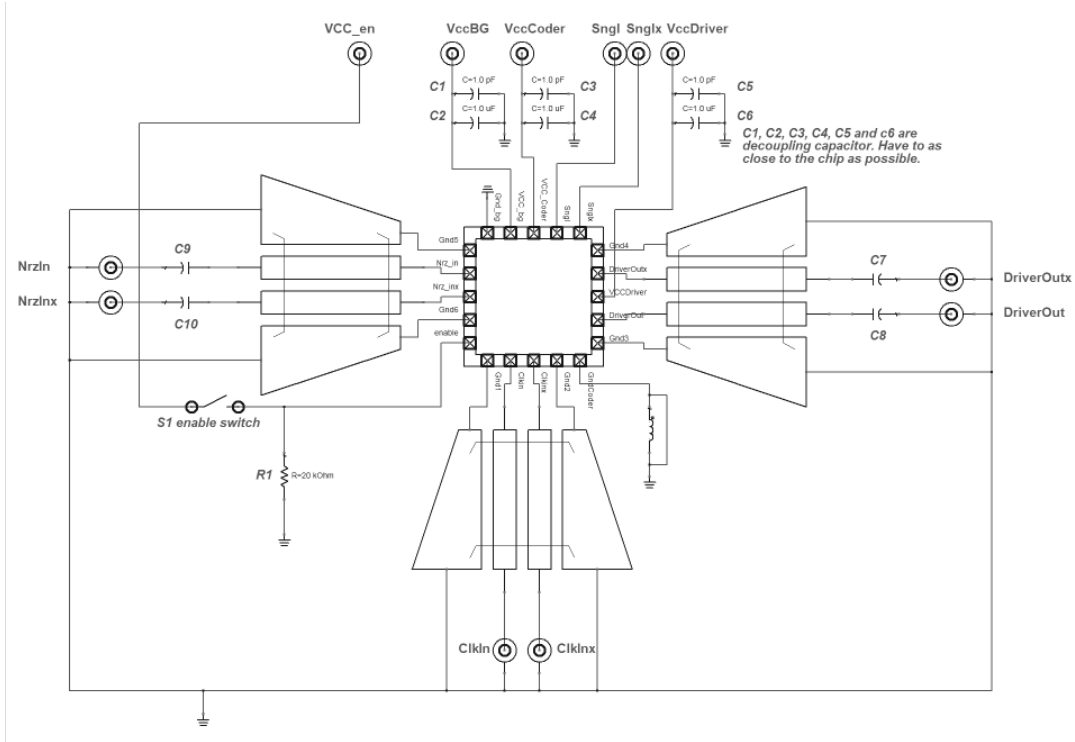 VCC_en
VccBG
VccCoder
Sngl
Snglx
VccDriver
C1
C=1.0 pF
C=1.0 pF
C3
C=1.0 pF
C5
C2
C=1.0 uF
C=1.0 uF
C4
C=1.0 uF
C6
C1, C2, C3, C4, C5 and c6 are
decoupling capacitor. Have to as
close to the chip as possible.
Gnd_bg
VCC_bg
VCC_Coder
Sngl
Snglx
Gnd5
Gnd4
NrzIn
C9
Nrz_in
DriverOutx
C7
DriverOutx
NrzInx
C10
Nrz_inx
VCCDriver
DriverOut
C8
DriverOut
Gnd6
enable
Gnd3
Gnd1
ClkIn
ClkInx
Gnd2
GndCoder
S1 enable switch
R1
R=20 kOhm
ClkIn
ClkInx